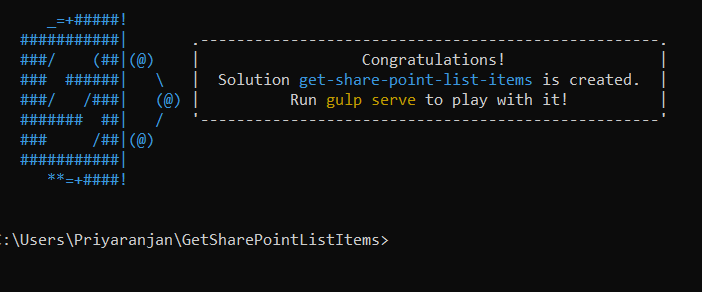 _=+#####!
###########|
###/    (##|(@)
###  ######|   \
###/   /###|   (@)
#######  ##|   /
###     /##|(@)
###########|
**=+####!
Congratulations!
Solution get-share-point-list-items is created.
Run gulp serve to play with it!
C:\Users\Priyaranjan\GetSharePointListItems>